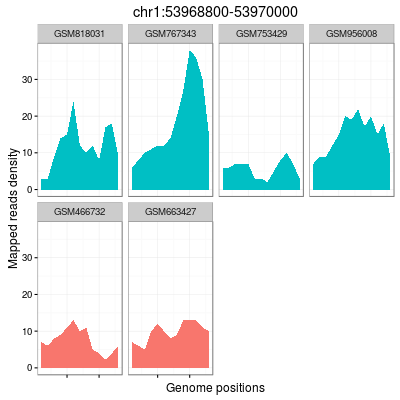 chr1:53968800-53970000
GSM818031 GSM767343 GSM753429 GSM956008
30
20
10
0
Mapped reads density
GSM466732 GSM663427
30
20
10
0
Genome positions